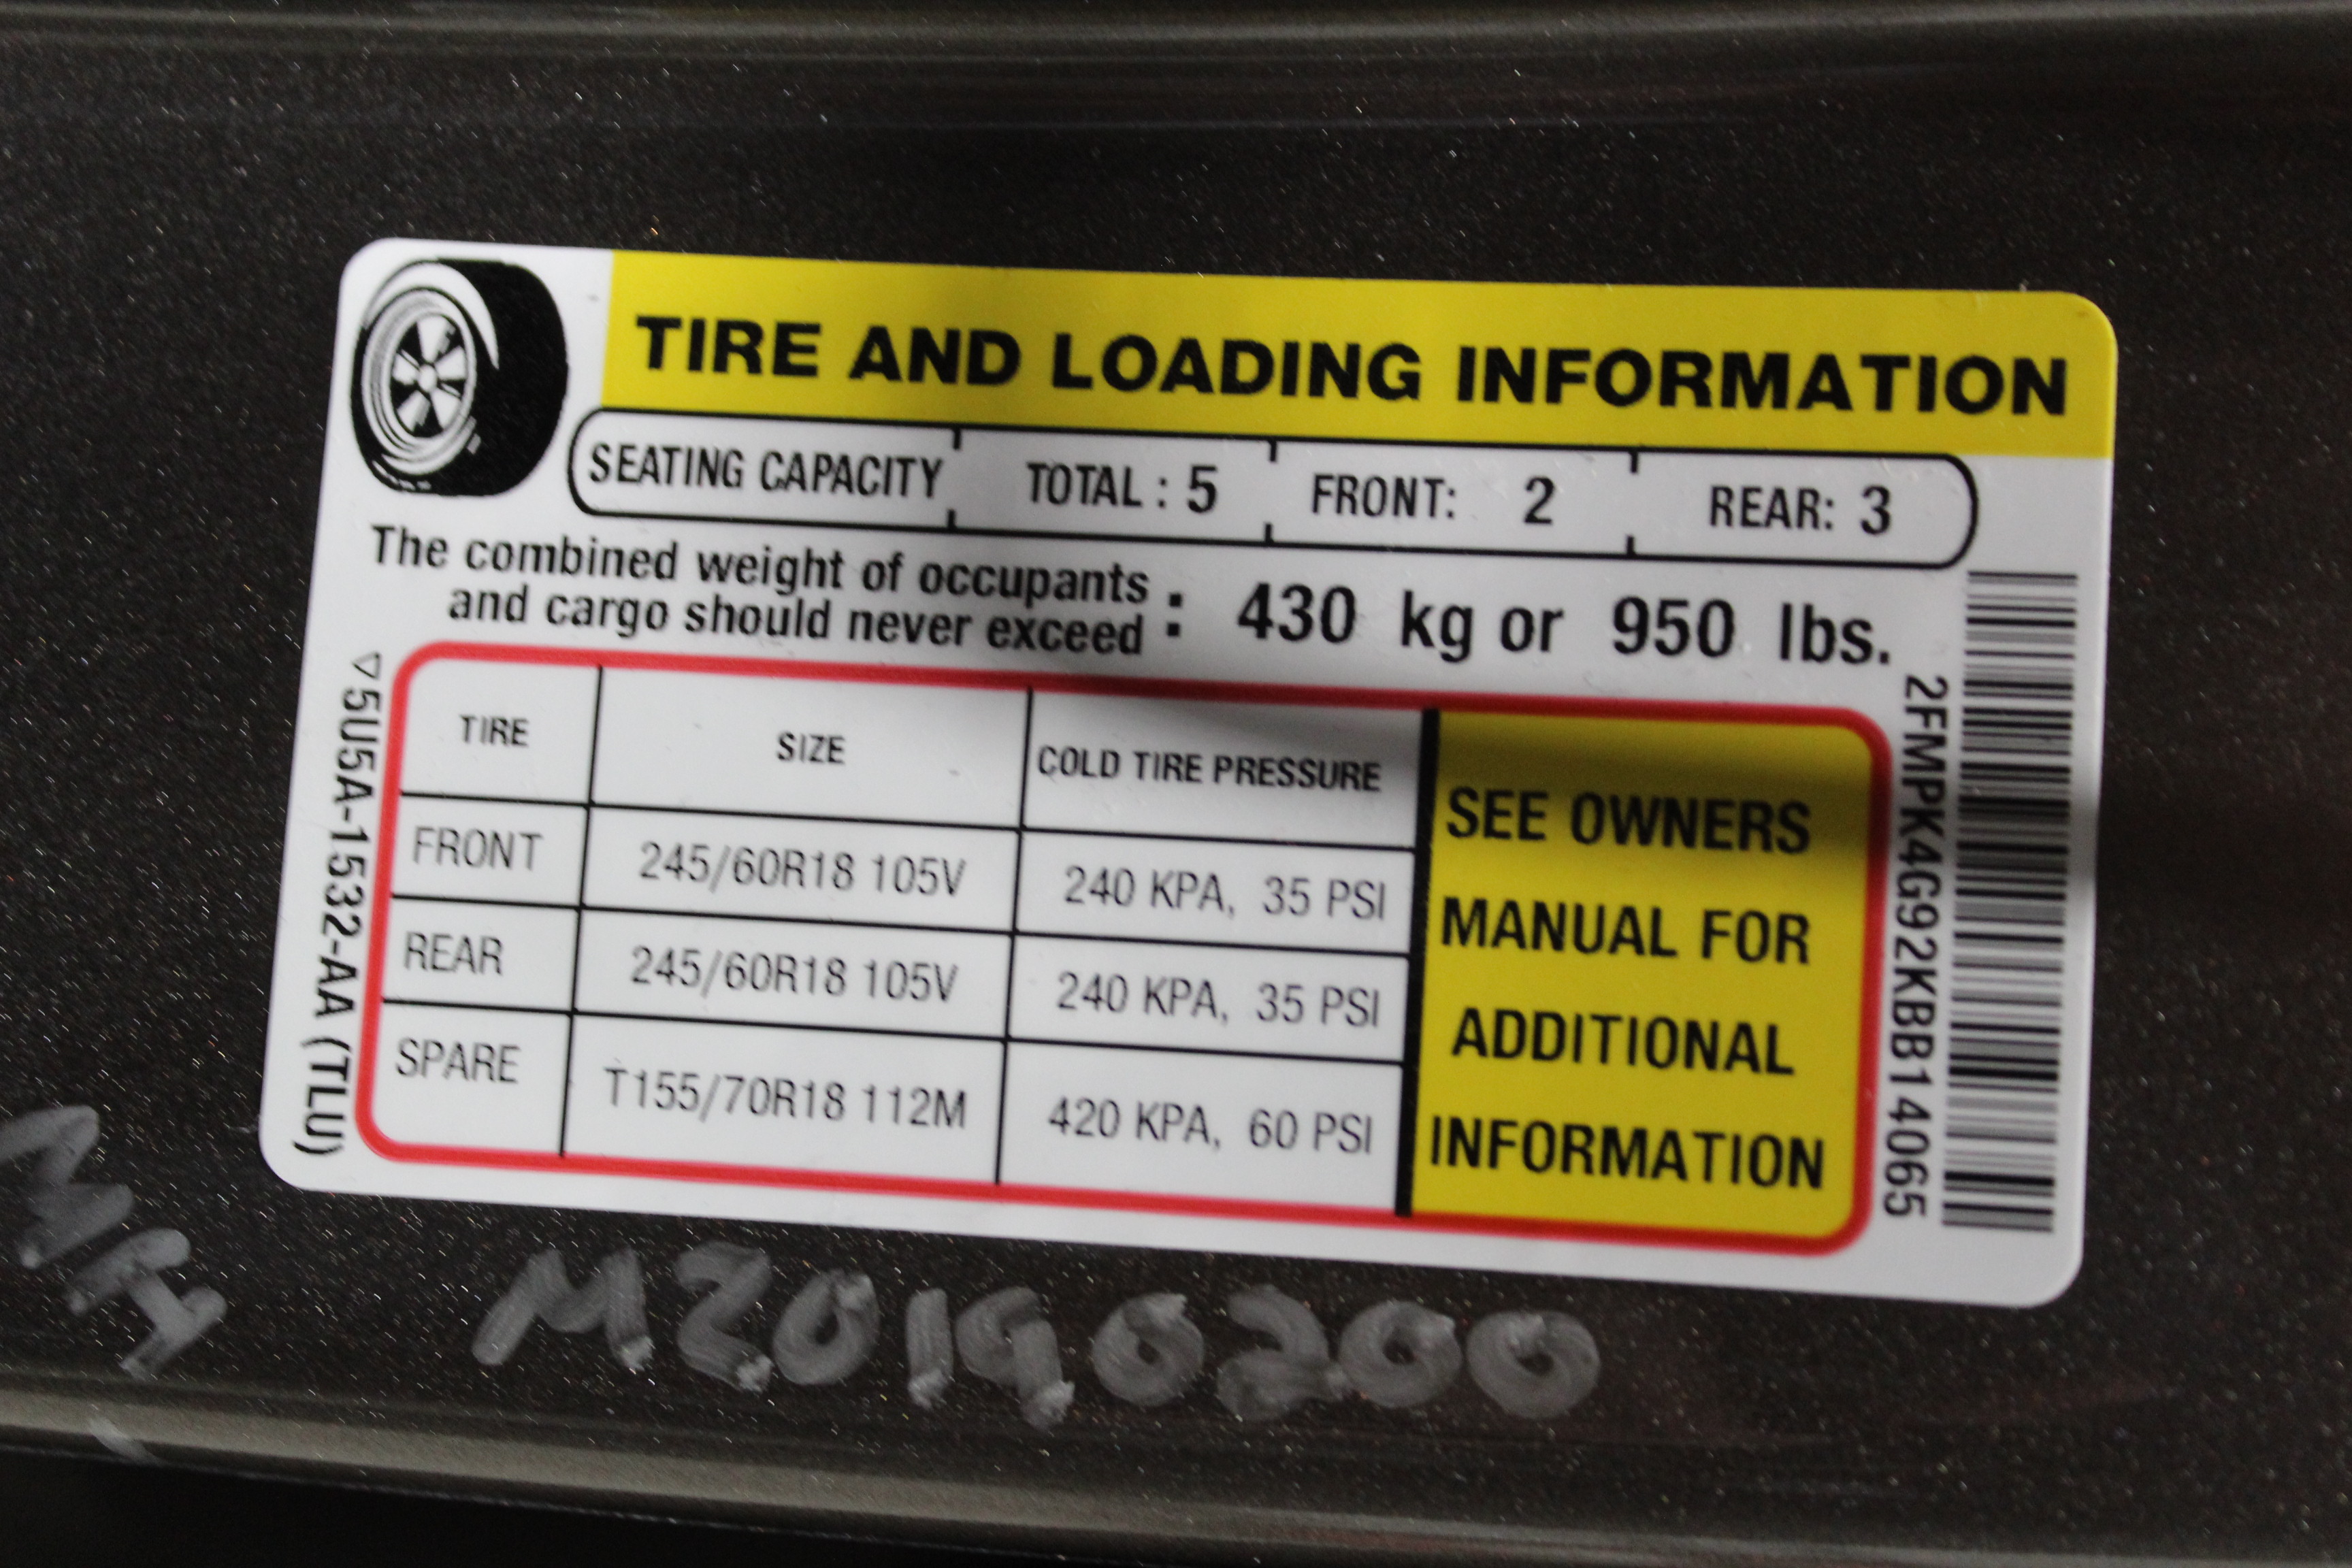 TIRE AND LOADING INFORMATION
SEATING CAPACITY TOTAL : 5 FRONT: 2 REAR: 3
The combined weight of occupants
and cargo should never exceed : 430 kg or 950 lbs.
TIRE SIZE COLD TIRE PRESSURE
FRONT 245/60R18 105V 240 KPA, 35 PSI
REAR 245/60R18 105V 240 KPA, 35 PSI
SPARE T155/70R18 112M 420 KPA, 60 PSI
SEE OWNERS
MANUAL FOR
ADDITIONAL
INFORMATION
▽5U5A-1532-AA (TLU)
2FMPK4G92KBB14065
MH
M20190200